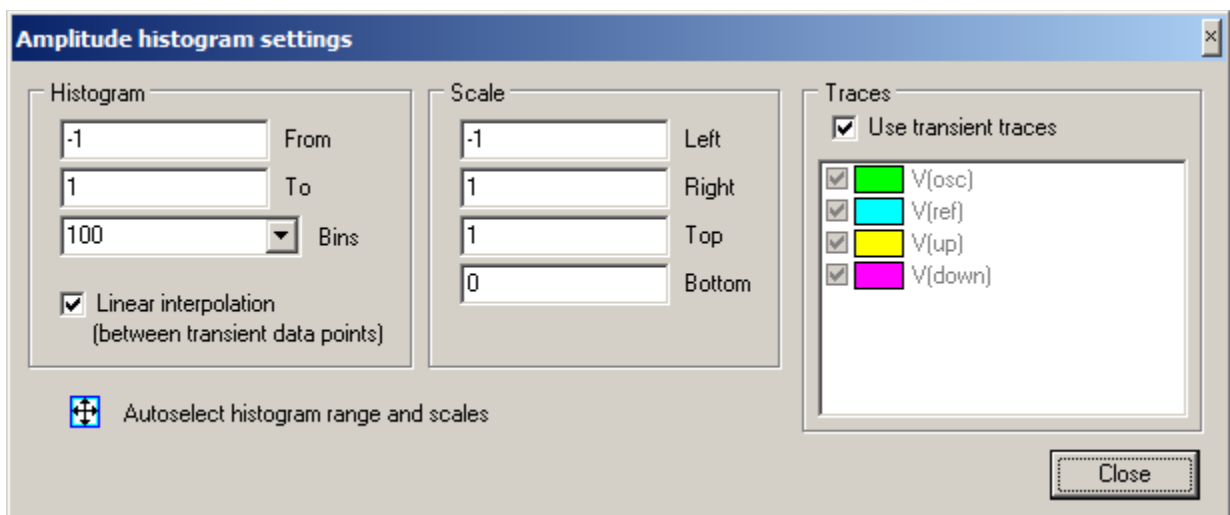 Amplitude histogram settings
Histogram
-1 From
1 To
100 Bins
Linear interpolation
(between transient data points)
Scale
-1 Left
1 Right
1 Top
0 Bottom
Traces
Use transient traces
V(osc)
V(ref)
V(up)
V(down)
Autoselect histogram range and scales
Close